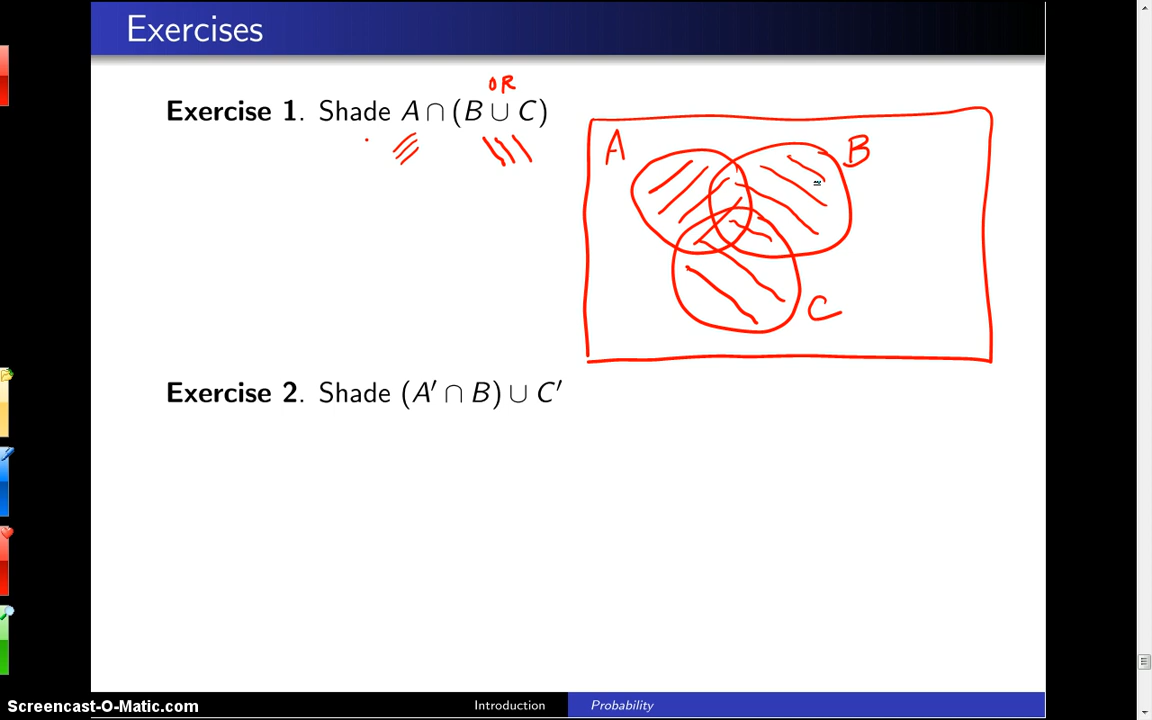 Exercises
OR
Exercise 1. Shade A ∩ (B ∪ C)
A
B
C
Exercise 2. Shade (A′ ∩ B) ∪ C′
Screencast-O-Matic.com
Introduction
Probability